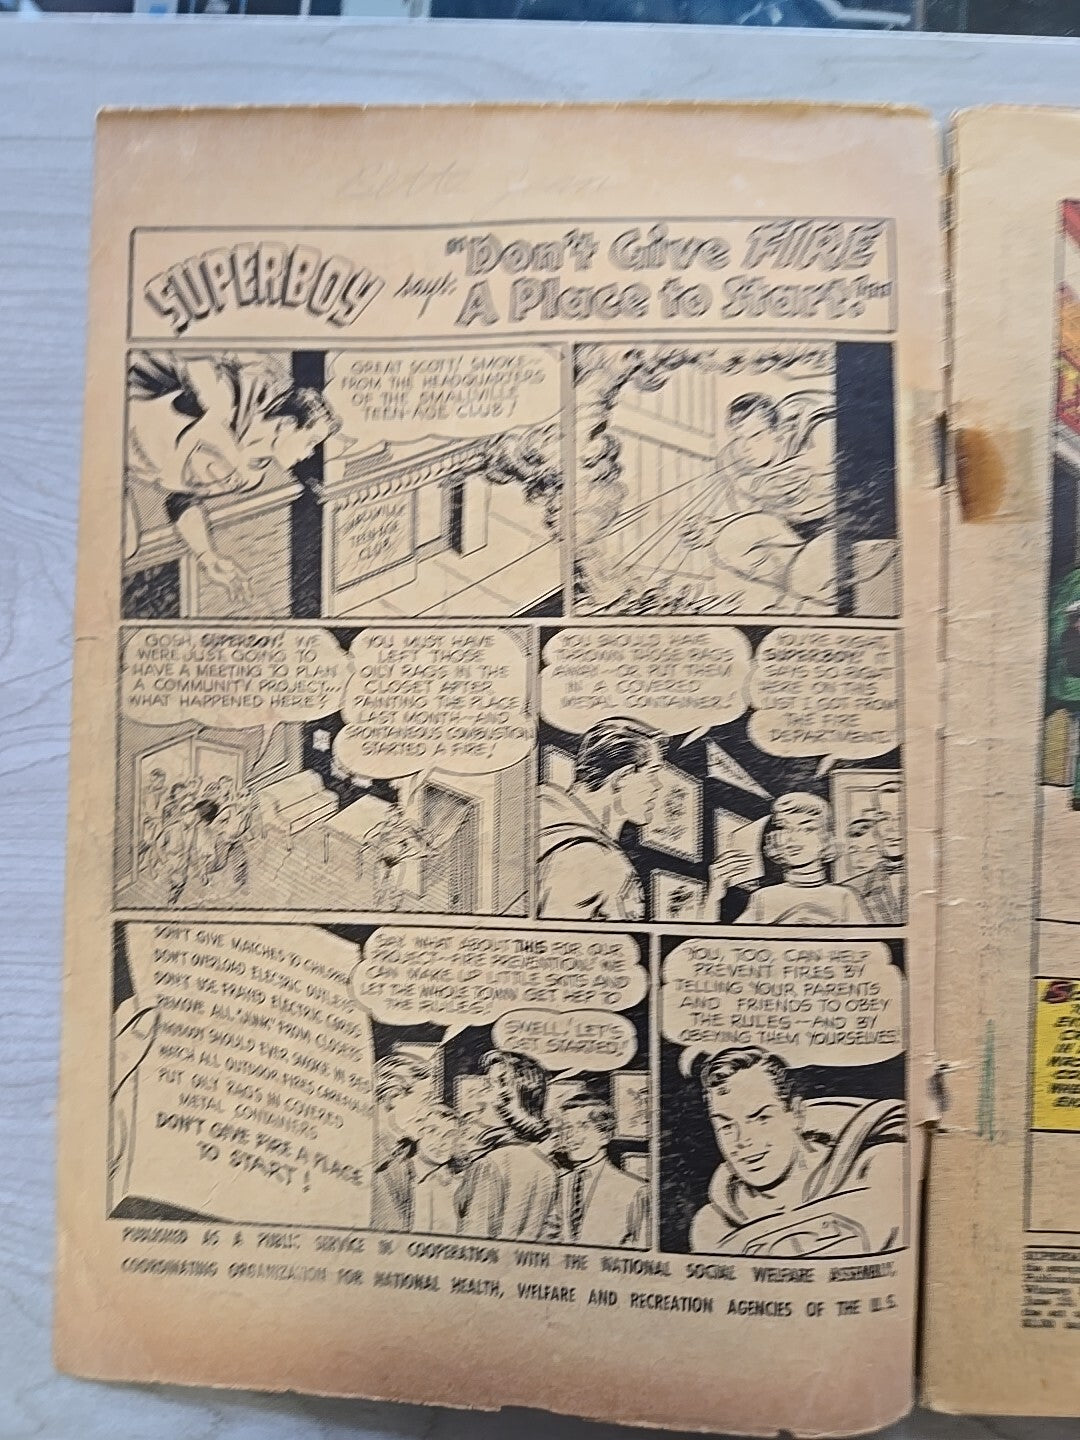 SUPERBOY says: "Don't Give FIRE
A Place to Start!"
GREAT SCOTT! SMOKE--
FROM THE HEADQUARTERS
OF THE SMALLVILLE
TEEN-AGE CLUB!
SMALLVILLE
TEEN-AGE
CLUB
GOSH, SUPERBOY! WE
WERE JUST GOING TO
HAVE A MEETING TO PLAN
A COMMUNITY PROJECT...
WHAT HAPPENED HERE?
YOU MUST HAVE
LEFT THOSE
OILY RAGS IN THE
CLOSET AFTER
PAINTING THE PLACE
LAST MONTH--AND
SPONTANEOUS COMBUSTION
STARTED A FIRE!
YOU SHOULD HAVE
THROWN THOSE RAGS
AWAY--OR PUT THEM
IN A COVERED
METAL CONTAINER!
YOU'RE RIGHT,
SUPERBOY! IT
SAYS SO RIGHT
HERE ON THIS
LIST I GOT FROM
THE FIRE
DEPARTMENT!
DON'T GIVE MATCHES TO CHILDREN
DON'T OVERLOAD ELECTRIC OUTLETS
DON'T USE FRAYED ELECTRIC CORDS
REMOVE ALL "JUNK" FROM CLOSETS
NOBODY SHOULD EVER SMOKE IN BED
WATCH ALL OUTDOOR FIRES CAREFULLY
PUT OILY RAGS IN COVERED
METAL CONTAINERS
DON'T GIVE FIRE A PLACE
TO START!
SAY, WHAT ABOUT THIS FOR OUR
PROJECT--FIRE PREVENTION! WE
CAN MAKE UP LITTLE SKITS AND
LET THE WHOLE TOWN GET HEP TO
THE RULES!
SWELL! LET'S
GET STARTED!
YOU, TOO, CAN HELP
PREVENT FIRES BY
TELLING YOUR PARENTS
AND FRIENDS TO OBEY
THE RULES--AND BY
OBEYING THEM YOURSELVES!
PUBLISHED AS A PUBLIC SERVICE IN COOPERATION WITH THE NATIONAL SOCIAL WELFARE ASSEMBLY,
COORDINATING ORGANIZATION FOR NATIONAL HEALTH, WELFARE AND RECREATION AGENCIES OF THE U.S.